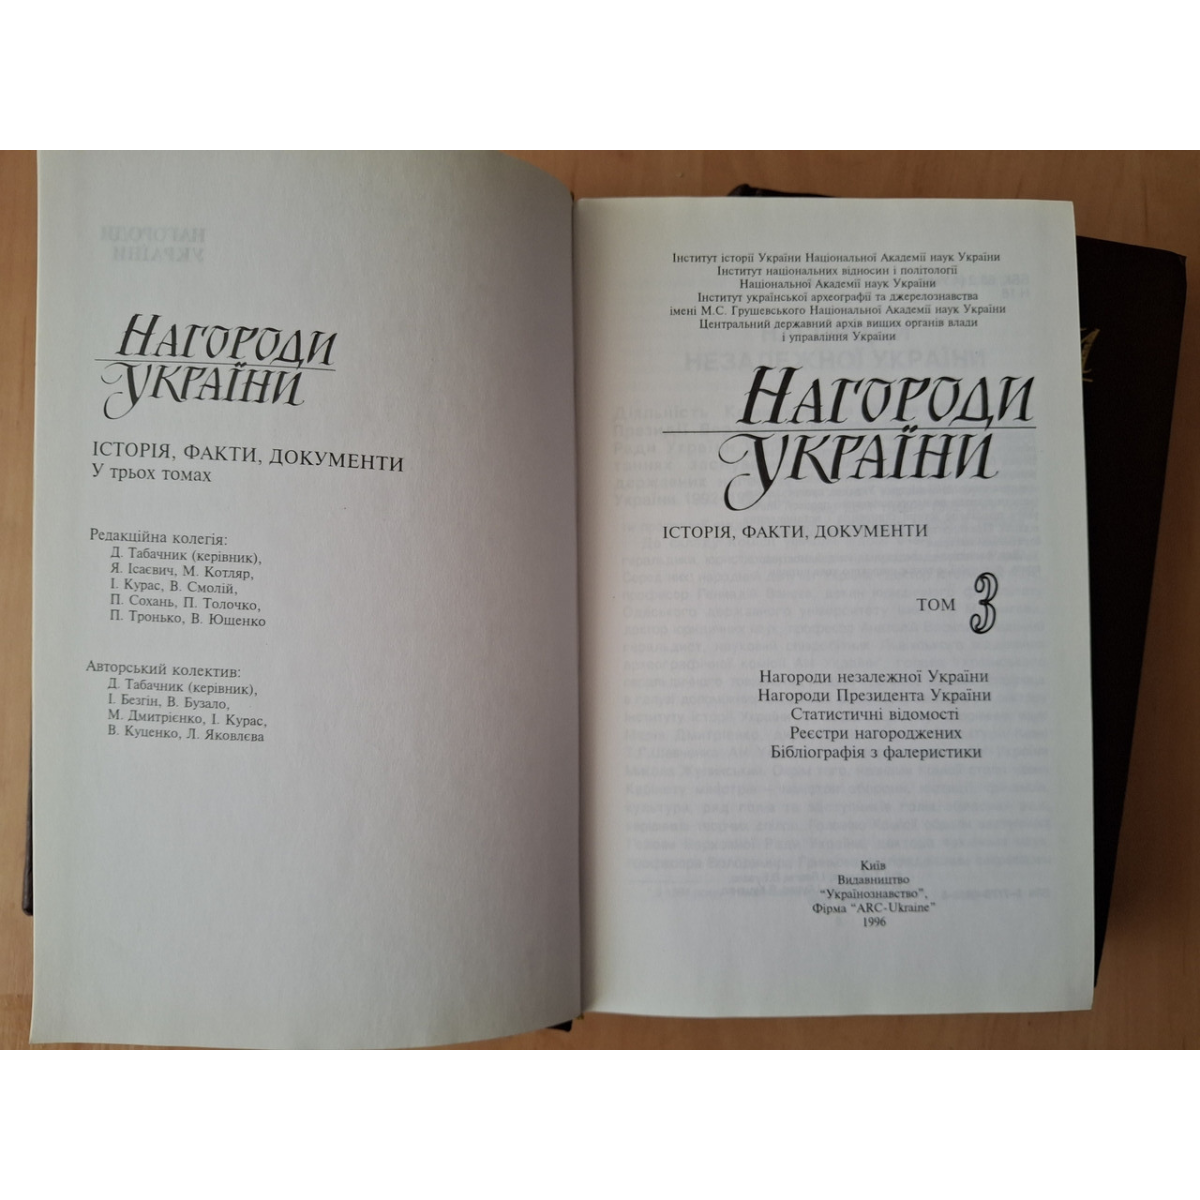 НАГОРОДИ
УКРАЇНИ
НАГОРОДИ
УКРАЇНИ
ІСТОРІЯ, ФАКТИ, ДОКУМЕНТИ
У трьох томах
Редакційна колегія:
Д. Табачник (керівник),
Я. Ісаєвич, М. Котляр,
І. Курас, В. Смолій,
П. Сохань, П. Толочко,
П. Тронько, В. Ющенко
Авторський колектив:
Д. Табачник (керівник),
І. Безгін, В. Бузало,
М. Дмитрієнко, І. Курас,
В. Куценко, Л. Яковлєва
Інститут історії України Національної Академії наук України
Інститут національних відносин і політології
Національної Академії наук України
Інститут української археографії та джерелознавства
імені М.С. Грушевського Національної Академії наук України
Центральний державний архів вищих органів влади
і управління України
НАГОРОДИ
УКРАЇНИ
ІСТОРІЯ, ФАКТИ, ДОКУМЕНТИ
ТОМ 3
Нагороди незалежної України
Нагороди Президента України
Статистичні відомості
Реєстри нагороджених
Бібліографія з фалеристики
Київ
Видавництво
“Українознавство”,
Фірма “ARC-Ukraine”
1996